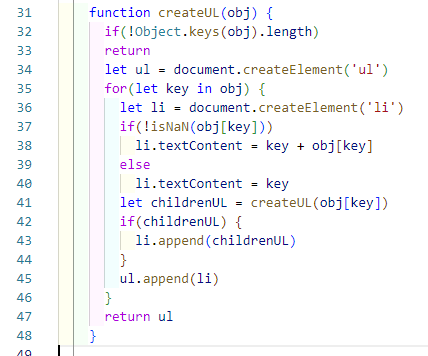 31 function createUL(obj) {
32 if(!Object.keys(obj).length)
33 return
34 let ul = document.createElement('ul')
35 for(let key in obj) {
36 let li = document.createElement('li')
37 if(!isNaN(obj[key]))
38 li.textContent = key + obj[key]
39 else
40 li.textContent = key
41 let childrenUL = createUL(obj[key])
42 if(childrenUL) {
43 li.append(childrenUL)
44 }
45 ul.append(li)
46 }
47 return ul
48 }
49